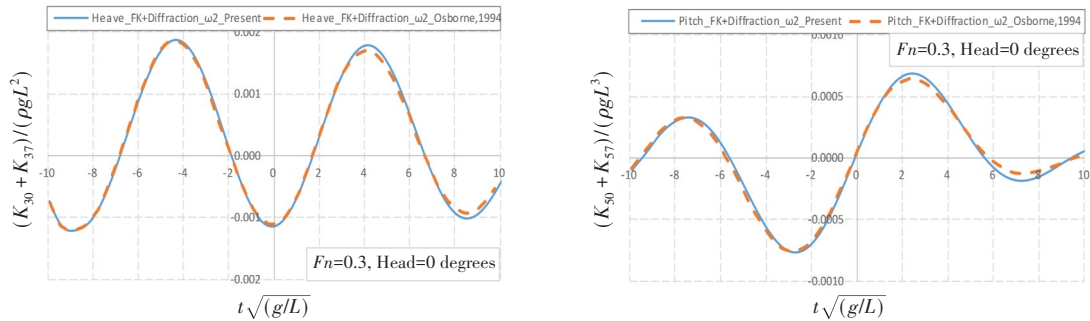 Heave_FK+Diffraction_ω2_Present Heave_FK+Diffraction_ω2_Osborne,1994
0.002
0.001
0.000
-0.001
-0.002
-10 -8 -6 -4 -2 0 2 4 6 8 10
(K30 + K37)/(ρgL²)
Fn=0.3, Head=0 degrees
t√(g/L)
Pitch_FK+Diffraction_ω2_Present Pitch_FK+Diffraction_ω2_Osborne,1994
0.0010
Fn=0.3, Head=0 degrees
0.0005
0.0000
-0.0005
-0.0010
-10 -8 -6 -4 -2 0 2 4 6 8 10
(K50 + K57)/(ρgL³)
t√(g/L)